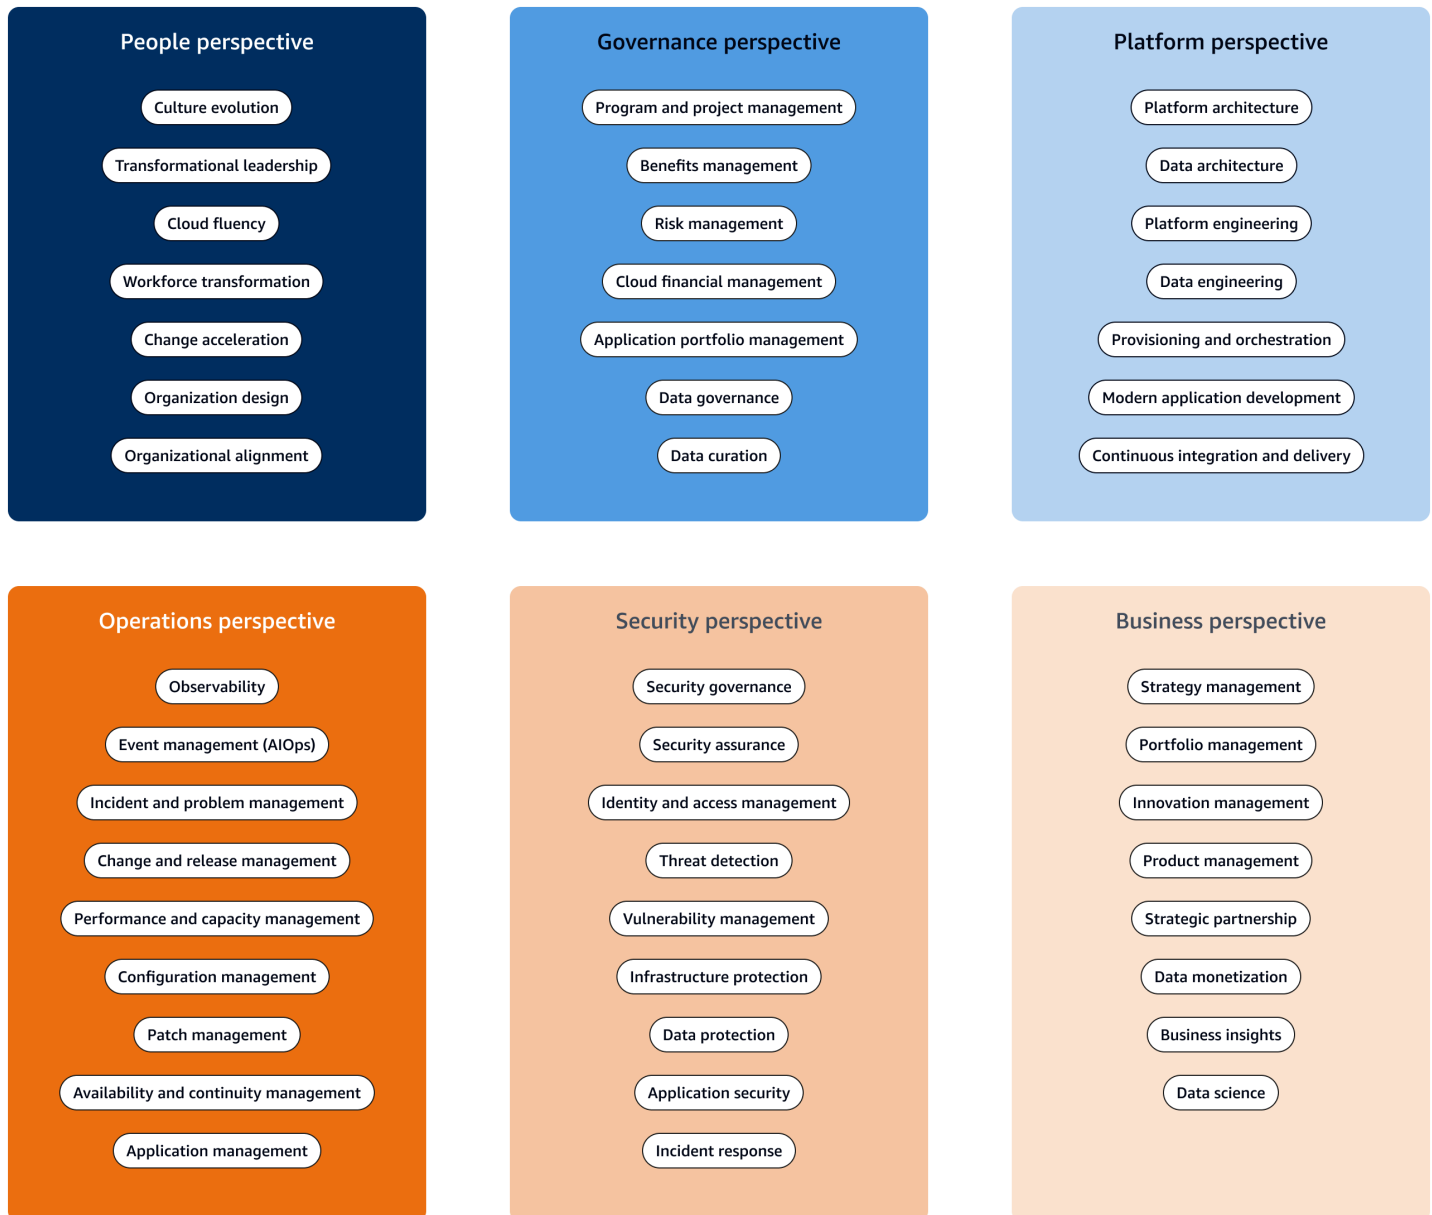 People perspective
Culture evolution
Transformational leadership
Cloud fluency
Workforce transformation
Change acceleration
Organization design
Organizational alignment
Governance perspective
Program and project management
Benefits management
Risk management
Cloud financial management
Application portfolio management
Data governance
Data curation
Platform perspective
Platform architecture
Data architecture
Platform engineering
Data engineering
Provisioning and orchestration
Modern application development
Continuous integration and delivery
Operations perspective
Observability
Event management (AIOps)
Incident and problem management
Change and release management
Performance and capacity management
Configuration management
Patch management
Availability and continuity management
Application management
Security perspective
Security governance
Security assurance
Identity and access management
Threat detection
Vulnerability management
Infrastructure protection
Data protection
Application security
Incident response
Business perspective
Strategy management
Portfolio management
Innovation management
Product management
Strategic partnership
Data monetization
Business insights
Data science